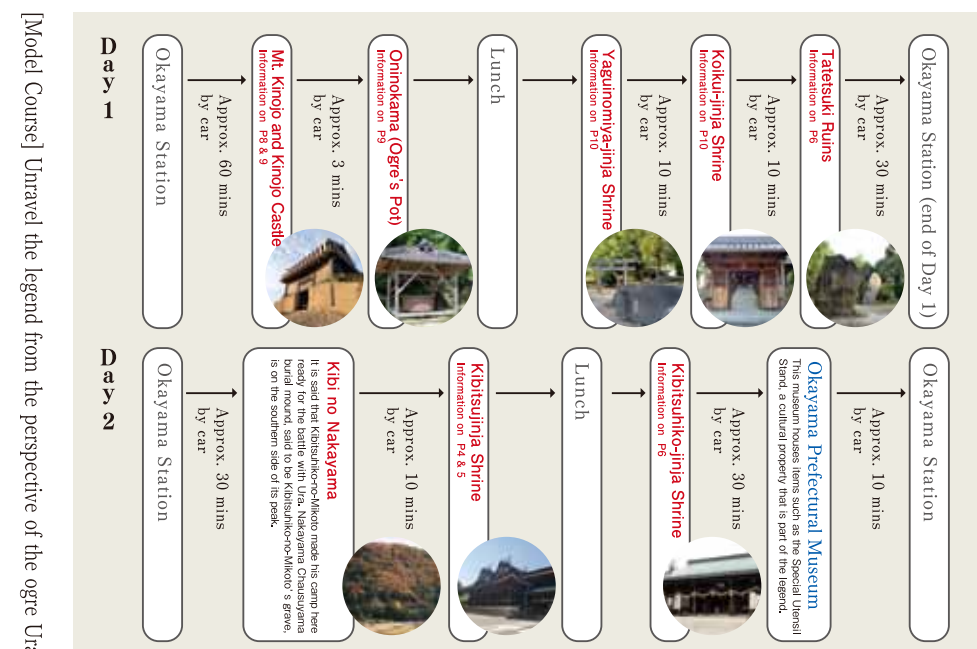 [Model Course] Unravel the legend from the perspective of the ogre Ura
Day 1
Okayama Station
Approx. 60 mins
by car
Mt. Kinojo and Kinojo Castle
Information on P8 & 9
Approx. 3 mins
by car
Oninokama (Ogre's Pot)
Information on P9
Lunch
Yaguinomiya-jinja Shrine
Information on P10
Approx. 10 mins
by car
Koikui-jinja Shrine
Information on P10
Approx. 10 mins
by car
Tatetsuki Ruins
Information on P6
Approx. 30 mins
by car
Okayama Station (end of Day 1)
Day 2
Okayama Station
Approx. 30 mins
by car
Kibi no Nakayama
It is said that Kibitsuhiko-no-Mikoto made his camp here
ready for the battle with Ura. Nakayama Chausuyama
burial mound, said to be Kibitsuhiko-no-Mikoto's grave,
is on the southern side of its peak.
Approx. 10 mins
by car
Kibitsujinja Shrine
Information on P4 & 5
Lunch
Kibitsuhiko-jinja Shrine
Information on P6
Approx. 30 mins
by car
Okayama Prefectural Museum
This museum houses items such as the Special Utensil
Stand, a cultural property that is part of the legend.
Approx. 10 mins
by car
Okayama Station